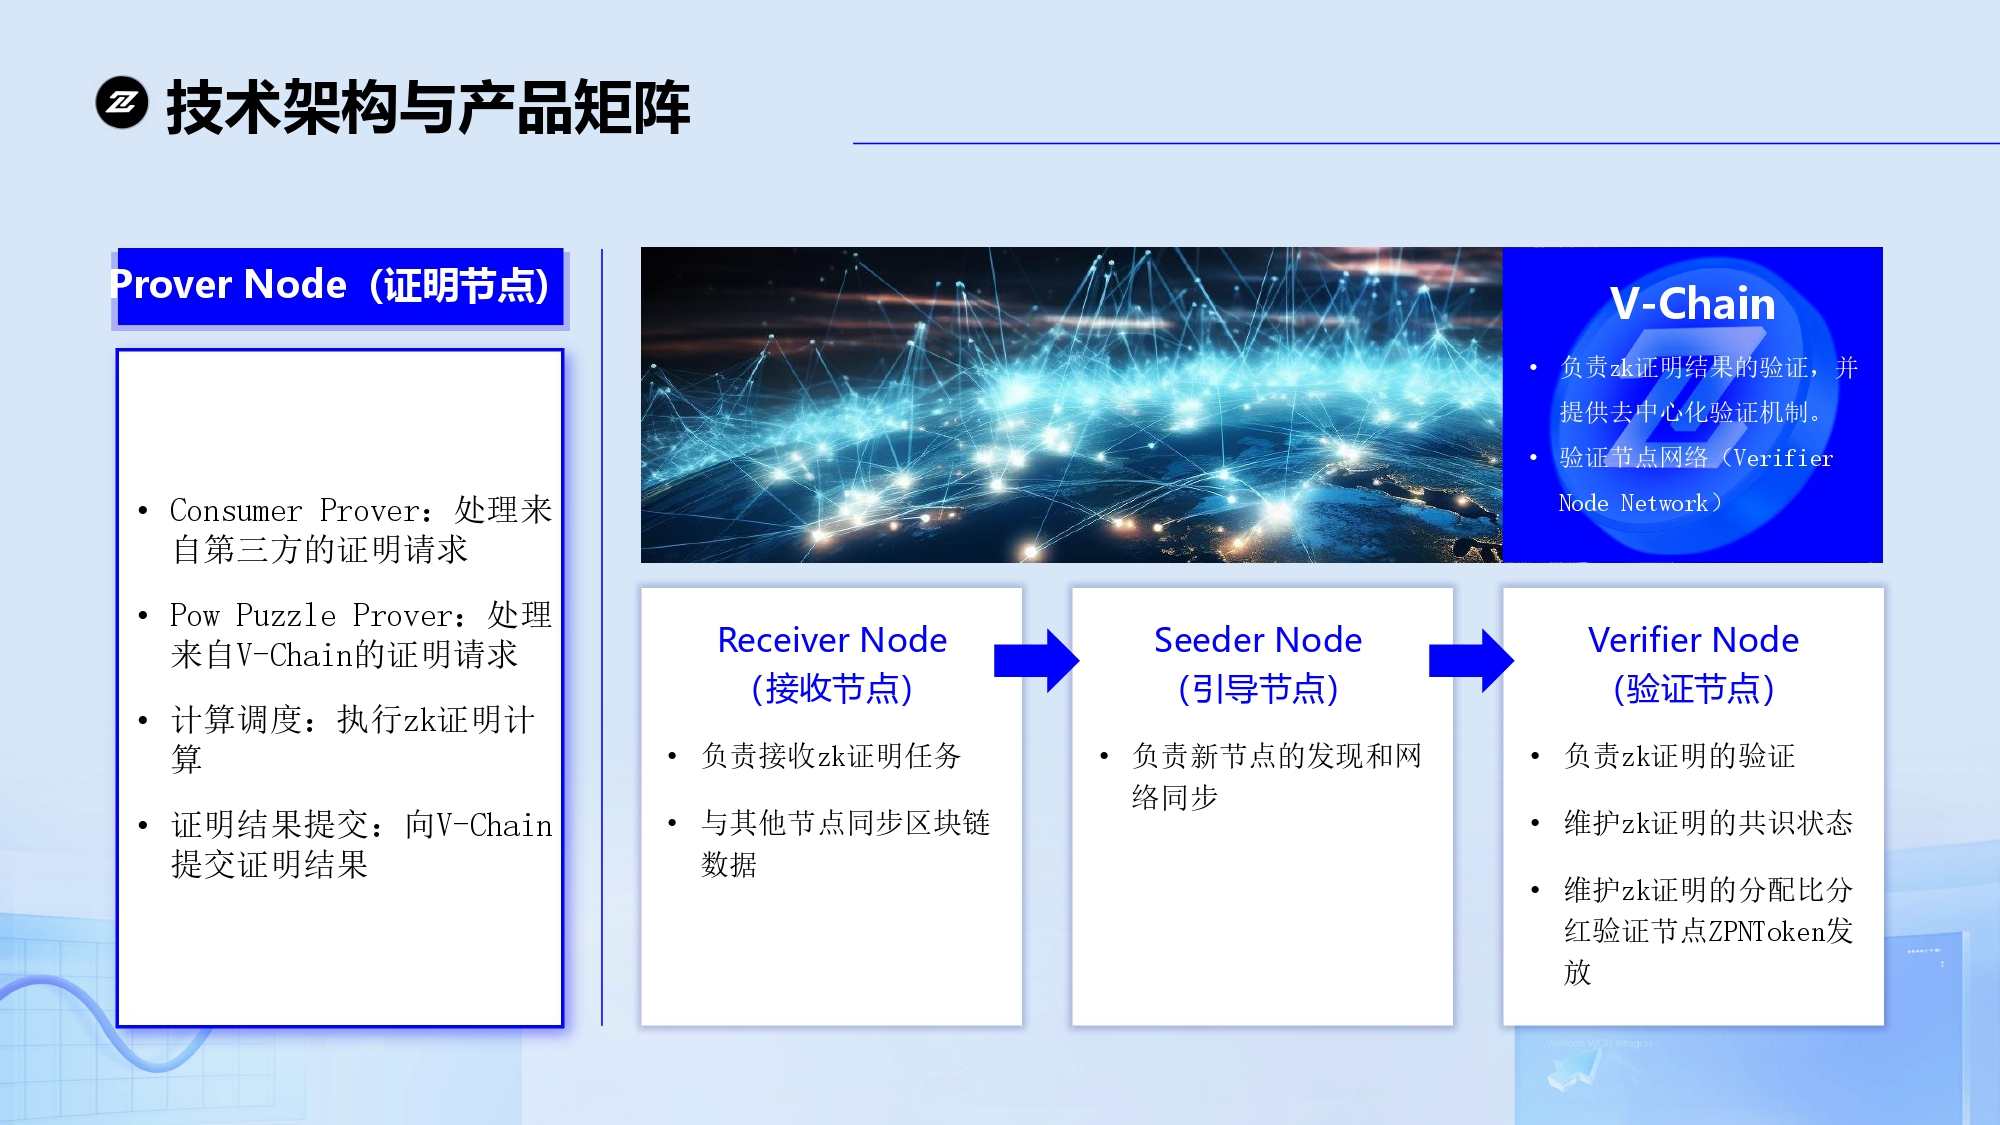 技术架构与产品矩阵
Prover Node（证明节点）
• Consumer Prover：处理来
自第三方的证明请求
• Pow Puzzle Prover：处理
来自V-Chain的证明请求
• 计算调度：执行zk证明计
算
• 证明结果提交：向V-Chain
提交证明结果
V-Chain
• 负责zk证明结果的验证，并
提供去中心化验证机制。
• 验证节点网络（Verifier
Node Network）
Receiver Node
（接收节点）
• 负责接收zk证明任务
• 与其他节点同步区块链
数据
Seeder Node
（引导节点）
• 负责新节点的发现和网
络同步
Verifier Node
（验证节点）
• 负责zk证明的验证
• 维护zk证明的共识状态
• 维护zk证明的分配比分
红验证节点ZPNToken发
放